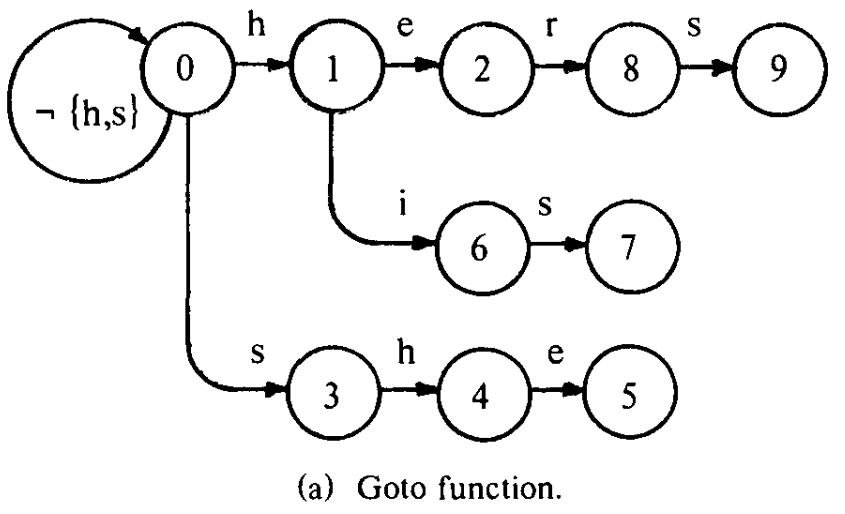 h e r s
0 1 2 8 9
¬ {h,s}
i s
6 7
s h e
3 4 5
(a) Goto function.